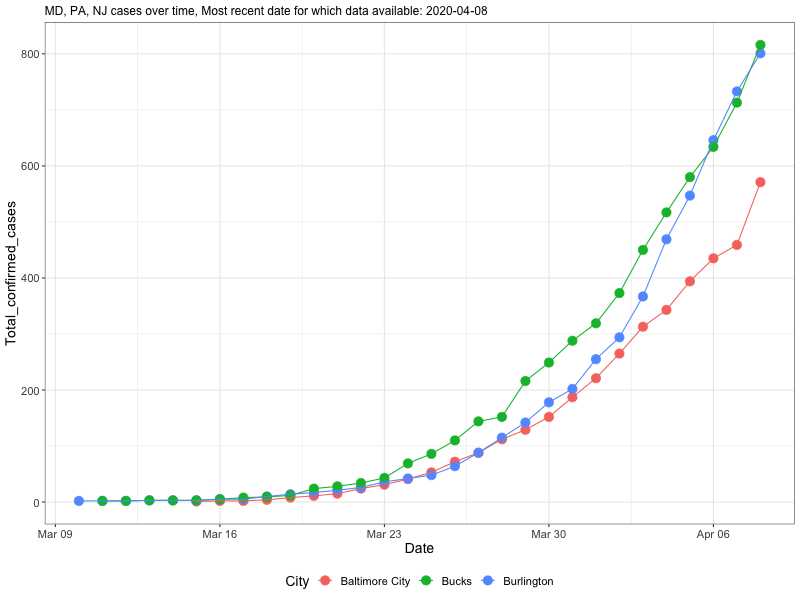 MD, PA, NJ cases over time, Most recent date for which data available: 2020-04-08
Total_confirmed_cases
800
600
400
200
0
Mar 09 Mar 16 Mar 23 Mar 30 Apr 06
Date
City Baltimore City Bucks Burlington